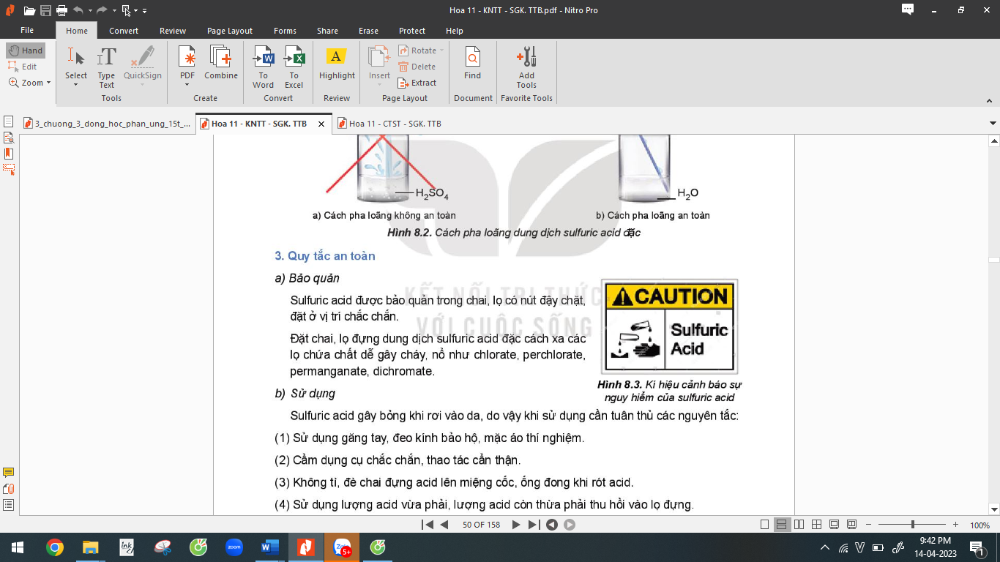 Hoa 11 - KNTT - SGK. TTB.pdf - Nitro Pro
File Home Convert Review Page Layout Forms Share Erase Protect Help
Hand
Edit
Zoom
Select
Type Text
QuickSign
Tools
PDF
Combine
Create
To Word
To Excel
Convert
Highlight
Review
Insert
Rotate
Delete
Extract
Page Layout
Find
Document
Add Tools
Favorite Tools
3_chuong_3_dong_hoc_phan_ung_15t_...
Hoa 11 - KNTT - SGK. TTB
Hoa 11 - CTST - SGK. TTB
H2SO4
H2O
a) Cách pha loãng không an toàn
b) Cách pha loãng an toàn
Hình 8.2. Cách pha loãng dung dịch sulfuric acid đặc
3. Quy tắc an toàn
a) Bảo quản
KẾT NỐI TRI THỨC
VỚI CUỘC SỐNG
Sulfuric acid được bảo quản trong chai, lọ có nút đậy chặt,
đặt ở vị trí chắc chắn.
Đặt chai, lọ đựng dung dịch sulfuric acid đặc cách xa các
lọ chứa chất dễ gây cháy, nổ như chlorate, perchlorate,
permanganate, dichromate.
CAUTION
Sulfuric
Acid
Hình 8.3. Kí hiệu cảnh báo sự
nguy hiểm của sulfuric acid
b) Sử dụng
Sulfuric acid gây bỏng khi rơi vào da, do vậy khi sử dụng cần tuân thủ các nguyên tắc:
(1) Sử dụng găng tay, đeo kính bảo hộ, mặc áo thí nghiệm.
(2) Cầm dụng cụ chắc chắn, thao tác cẩn thận.
(3) Không tì, đè chai đựng acid lên miệng cốc, ống đong khi rót acid.
(4) Sử dụng lượng acid vừa phải, lượng acid còn thừa phải thu hồi vào lọ đựng.
50 OF 158
100%
ink
zoom
Zalo
5+
9:42 PM
14-04-2023
1